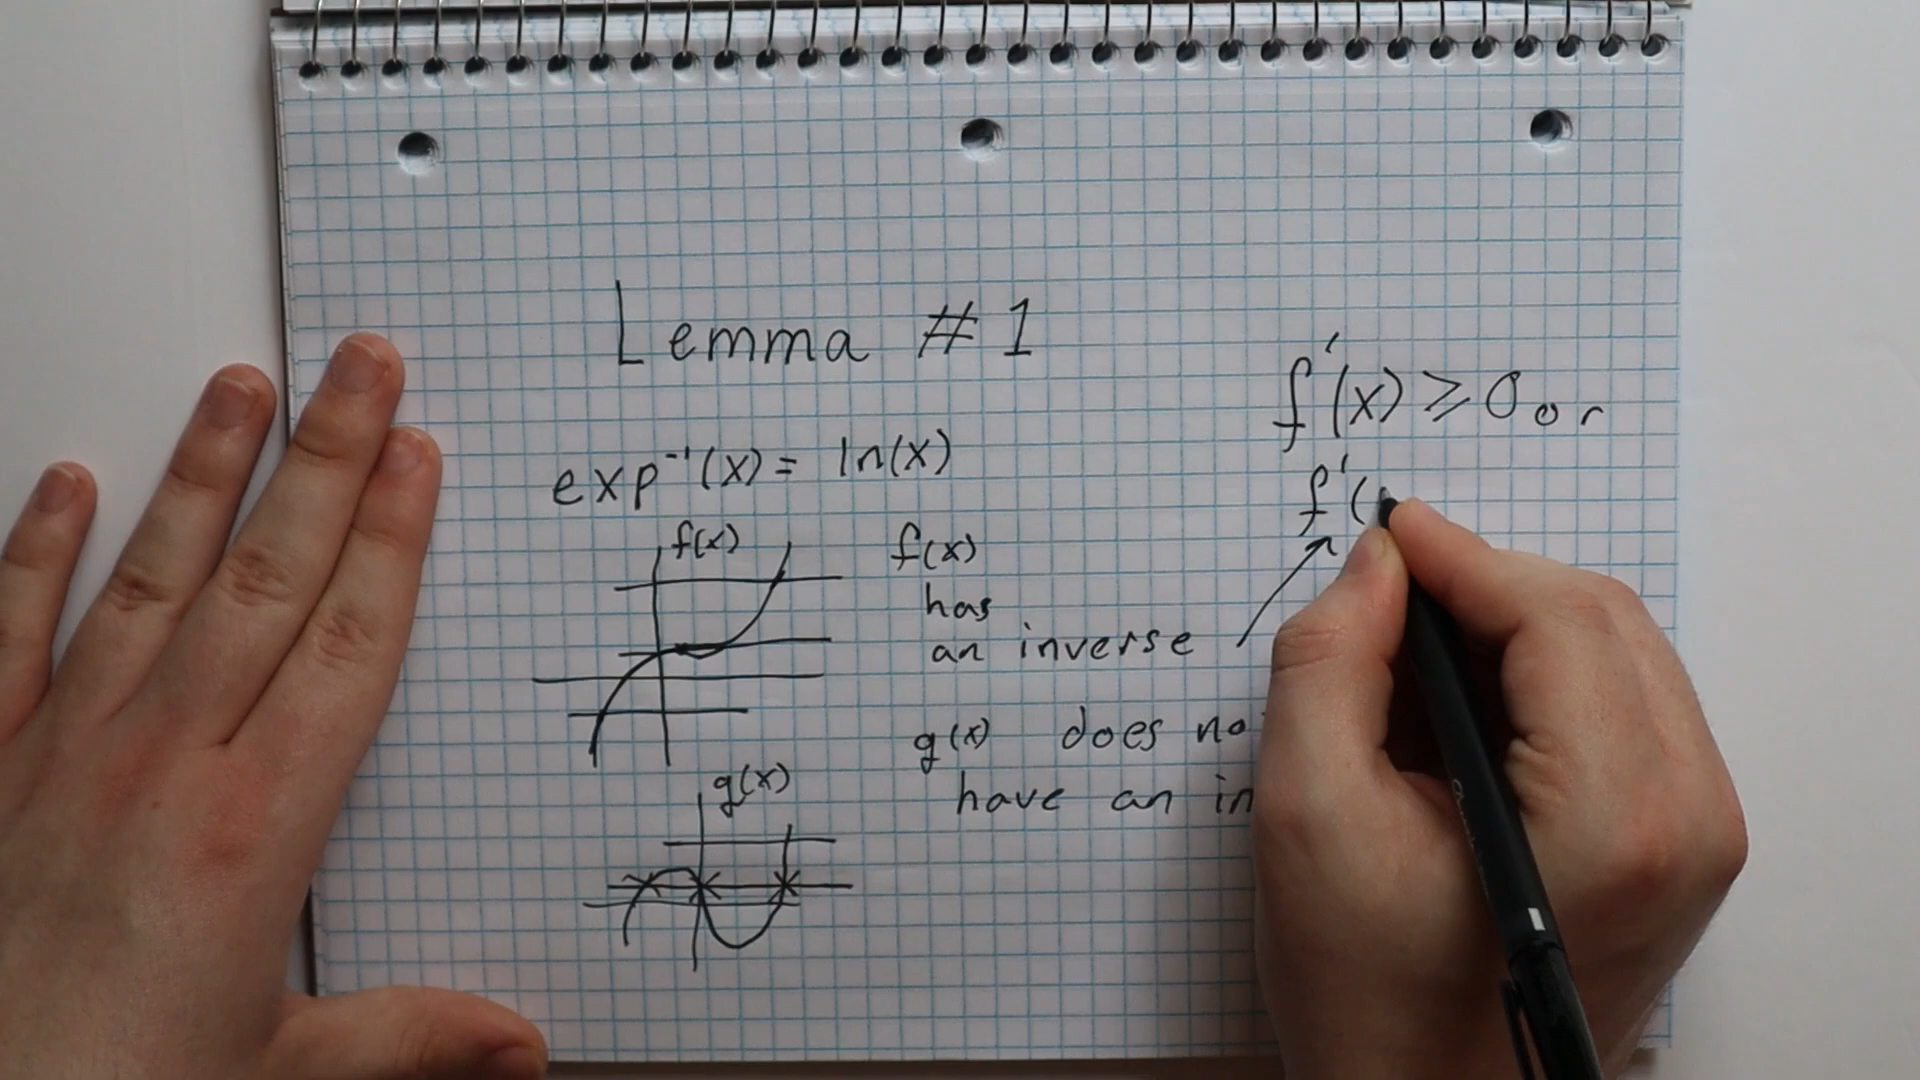 Lemma #1
f'(x) ≥ 0 or
f'(
exp⁻¹(x) = ln(x)
f(x)
f(x)
has
an inverse
g(x) does no
have an in
g(x)